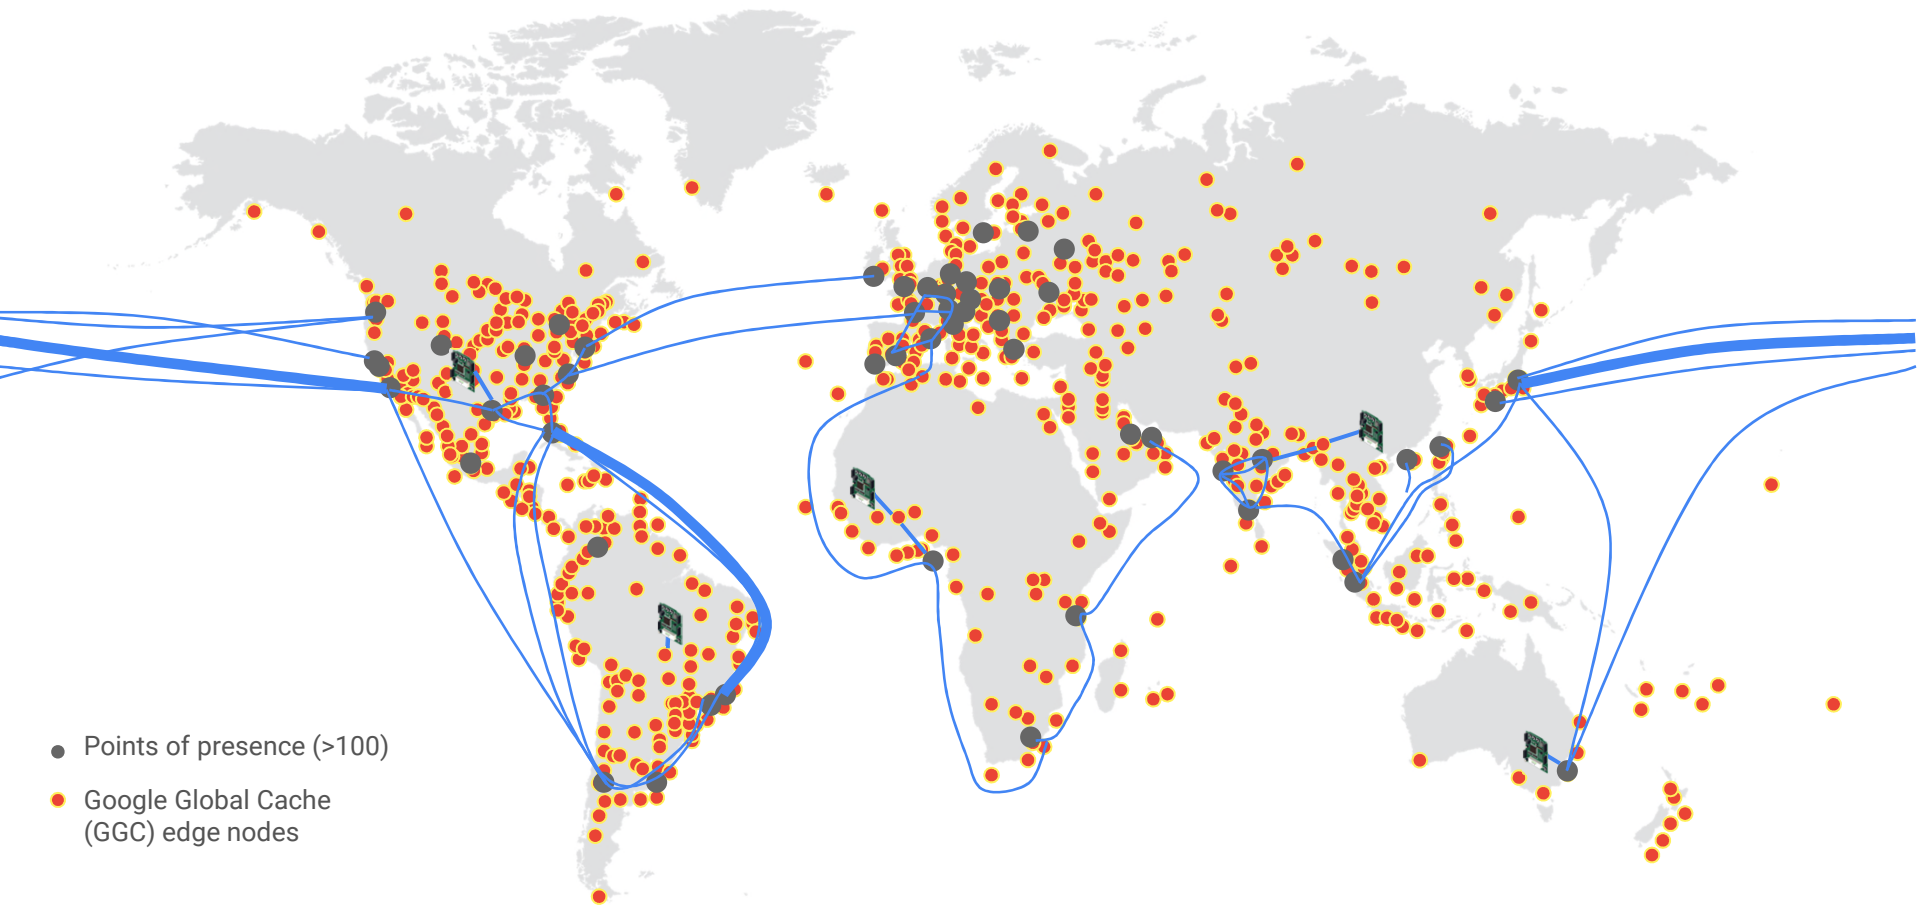 Points of presence (>100)
Google Global Cache
(GGC) edge nodes